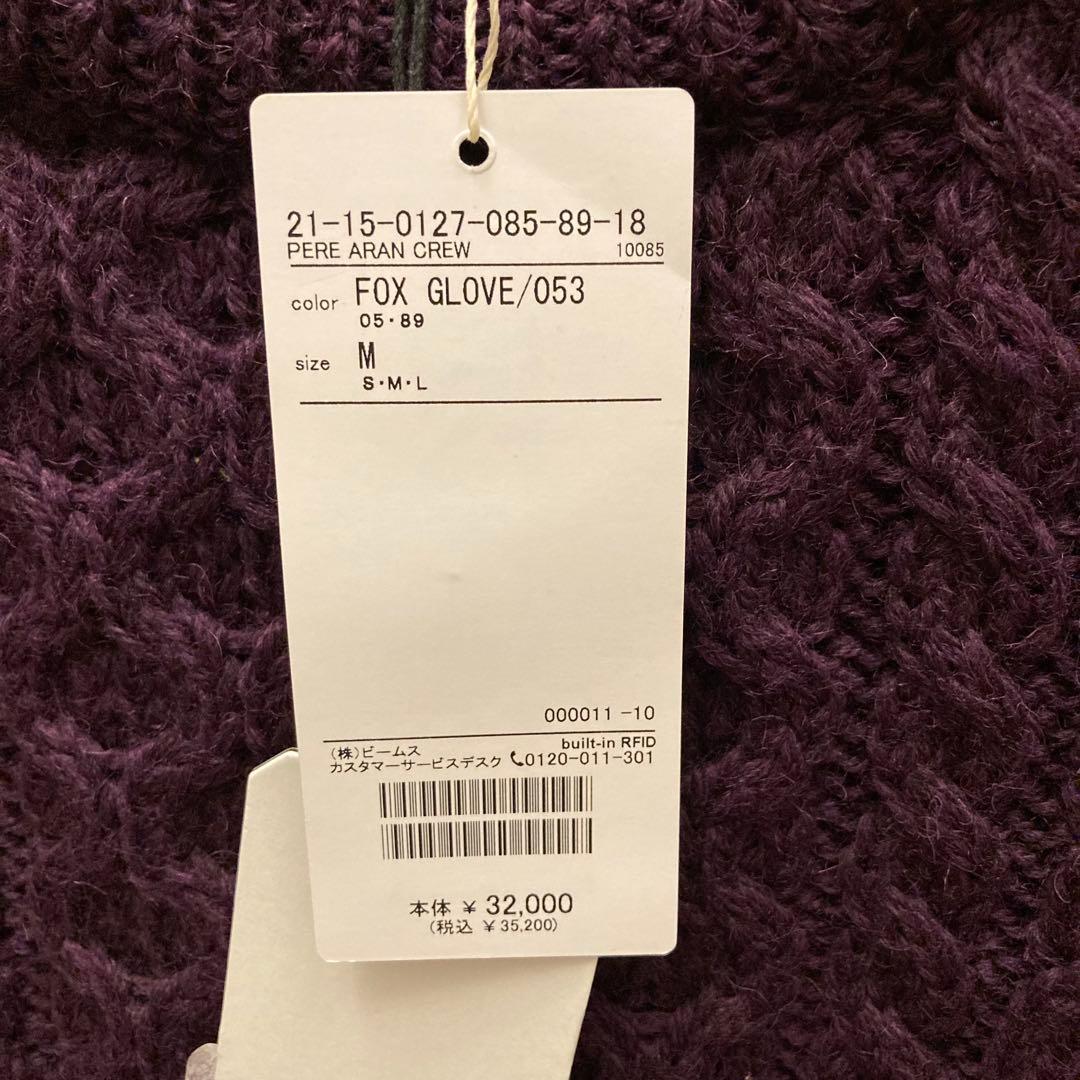 21-15-0127-085-89-18
PERE ARAN CREW 10085
color FOX GLOVE/053
05・89
size M
S・M・L
000011 -10
built-in RFID
(株)ビームス
カスタマーサービスデスク 0120-011-301
本体 ¥ 32,000
(税込 ¥ 35,200)